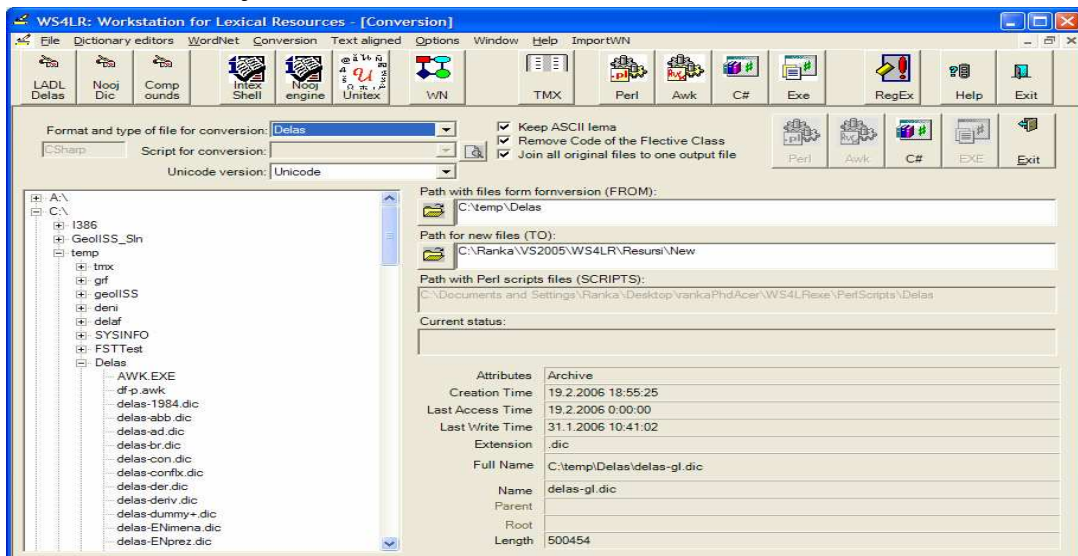 WS4LR: Workstation for Lexical Resources - [Conversion]
File Dictionary editors WordNet Conversion Text aligned Options Window Help ImportWN
LADL Delas
Nooj Dic
Comp ounds
Intex Shell
Nooj engine
Unitex
WN
TMX
Perl
Awk
C#
Exe
RegEx
Help
Exit
Format and type of file for conversion: Delas
CSharp Script for conversion:
Unicode version: Unicode
Keep ASCII lema
Remove Code of the Flective Class
Join all original files to one output file
Perl
Awk
C#
EXE
Exit
A:\
C:\
I386
GeoIISS_Sln
temp
tmx
grf
geoIISS
deni
delaf
SYSINFO
FSTTest
Delas
AWK.EXE
df-p.awk
delas-1984.dic
delas-abb.dic
delas-ad.dic
delas-br.dic
delas-con.dic
delas-conflx.dic
delas-der.dic
delas-deriv.dic
delas-dummy+.dic
delas-ENimena.dic
delas-ENprez.dic
Path with files form fornversion (FROM):
C:\temp\Delas
Path for new files (TO):
C:\Ranka\VS2005\WS4LR\Resursi\New
Path with Perl scripts files (SCRIPTS):
C:\Documents and Settings\Ranka\Desktop\rankaPhdAcer\WS4LRexe\PerlScripts\Delas
Current status:
Attributes Archive
Creation Time 19.2.2006 18:55:25
Last Access Time 19.2.2006 0:00:00
Last Write Time 31.1.2006 10:41:02
Extension .dic
Full Name C:\temp\Delas\delas-gl.dic
Name delas-gl.dic
Parent
Root
Length 500454